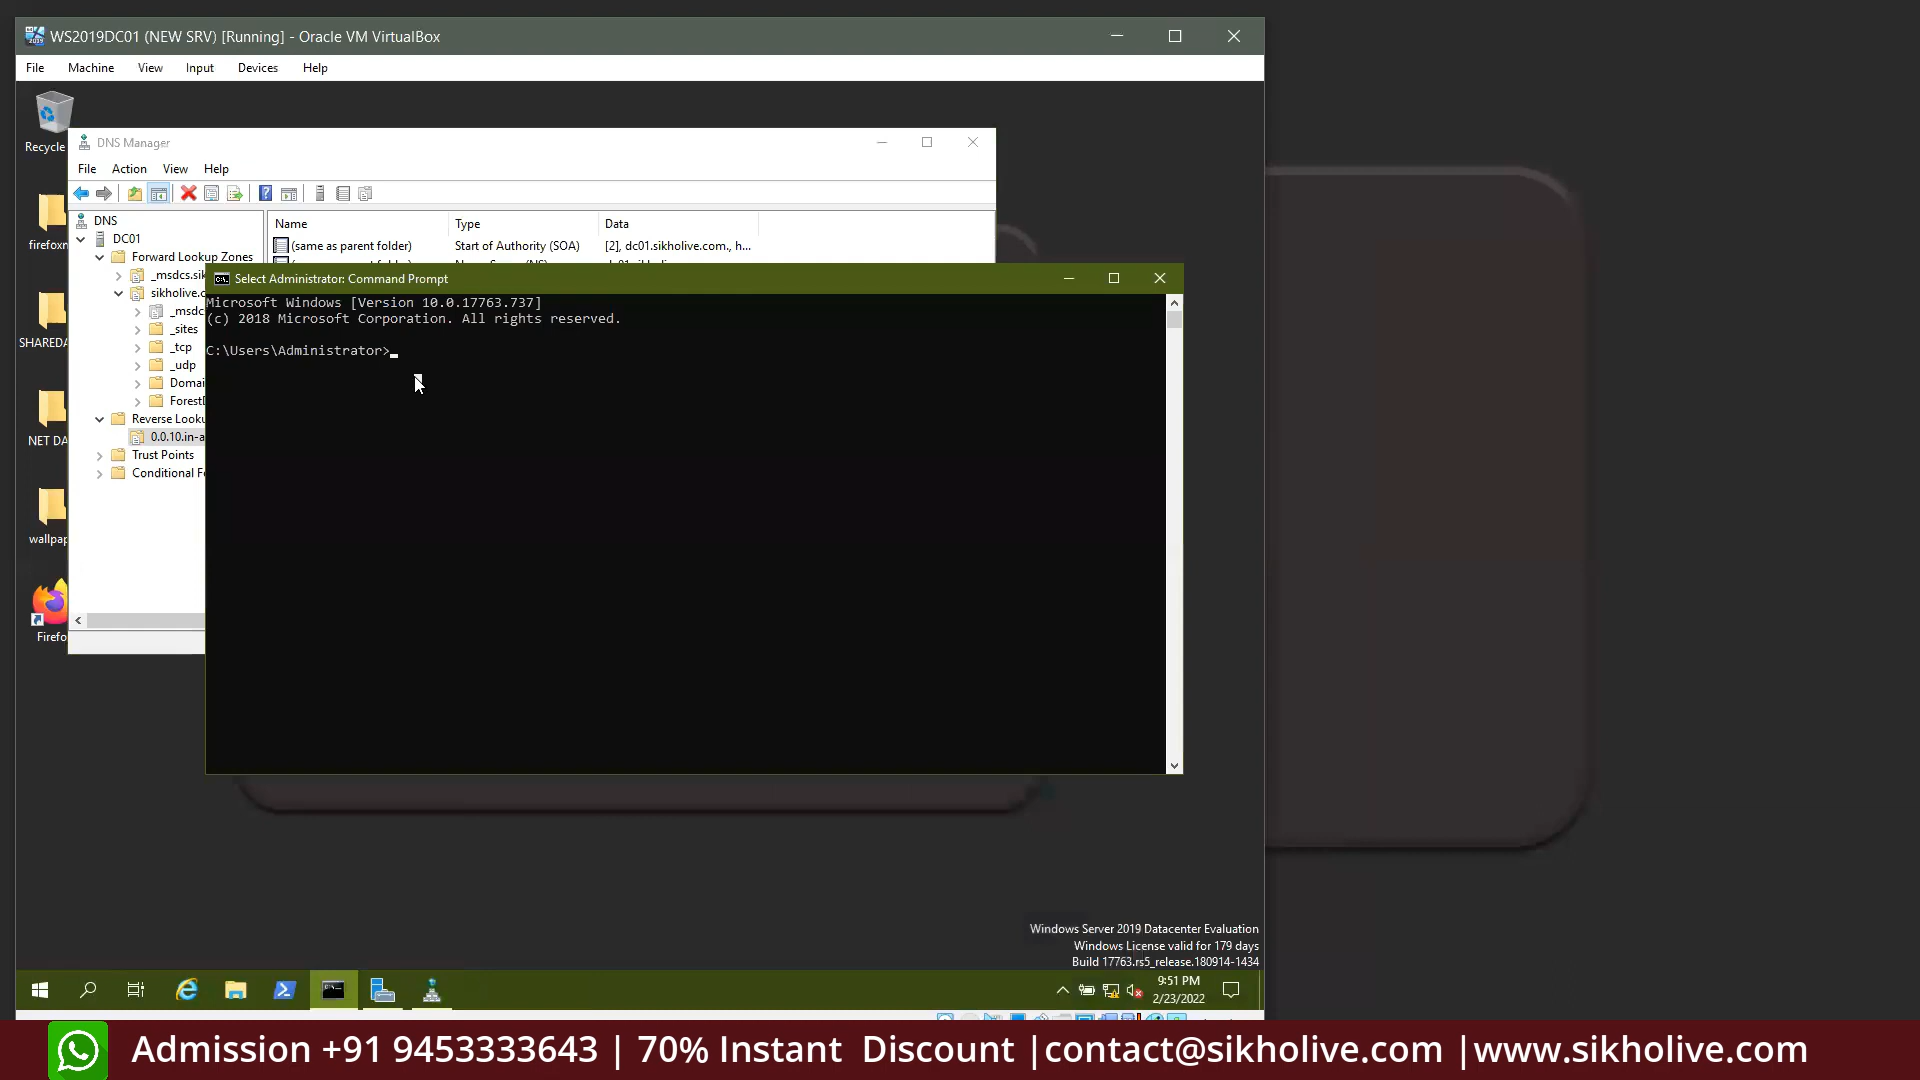 WS2019DC01 (NEW SRV) [Running] - Oracle VM VirtualBox
File Machine View Input Devices Help
Recycle
DNS Manager
File Action View Help
DNS
DC01
Forward Lookup Zones
_msdcs.sik
sikholive.c
_msdc
_sites
_tcp
_udp
Domai
Forest
Reverse Looku
0.0.10.in-a
Trust Points
Conditional F
Name Type Data
(same as parent folder) Start of Authority (SOA) [2], dc01.sikholive.com., h...
Select Administrator: Command Prompt
Microsoft Windows [Version 10.0.17763.737]
(c) 2018 Microsoft Corporation. All rights reserved.
C:\Users\Administrator>_
firefox
SHAREDA
NET DA
wallpap
Firefo
Windows Server 2019 Datacenter Evaluation
Windows License valid for 179 days
Build 17763.rs5_release.180914-1434
9:51 PM
2/23/2022
Admission +91 9453333643 | 70% Instant Discount |contact@sikholive.com |www.sikholive.com